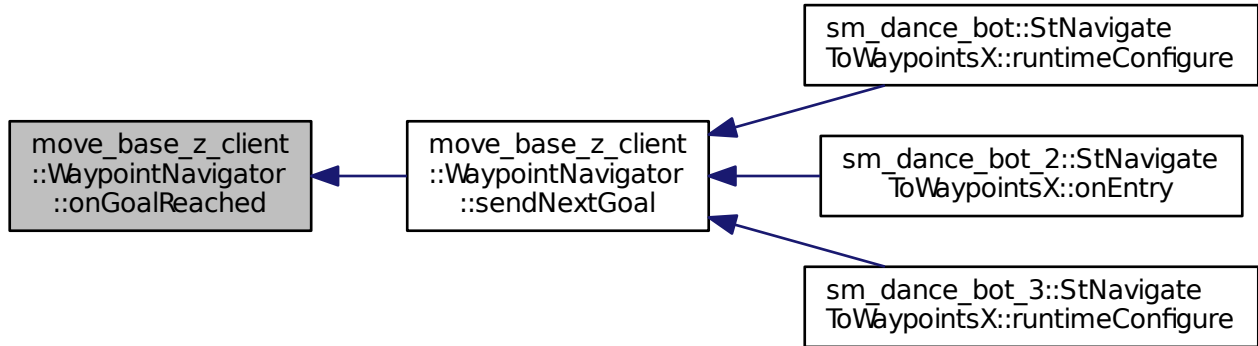 move_base_z_client
::WaypointNavigator
::onGoalReached
move_base_z_client
::WaypointNavigator
::sendNextGoal
sm_dance_bot::StNavigate
ToWaypointsX::runtimeConfigure
sm_dance_bot_2::StNavigate
ToWaypointsX::onEntry
sm_dance_bot_3::StNavigate
ToWaypointsX::runtimeConfigure